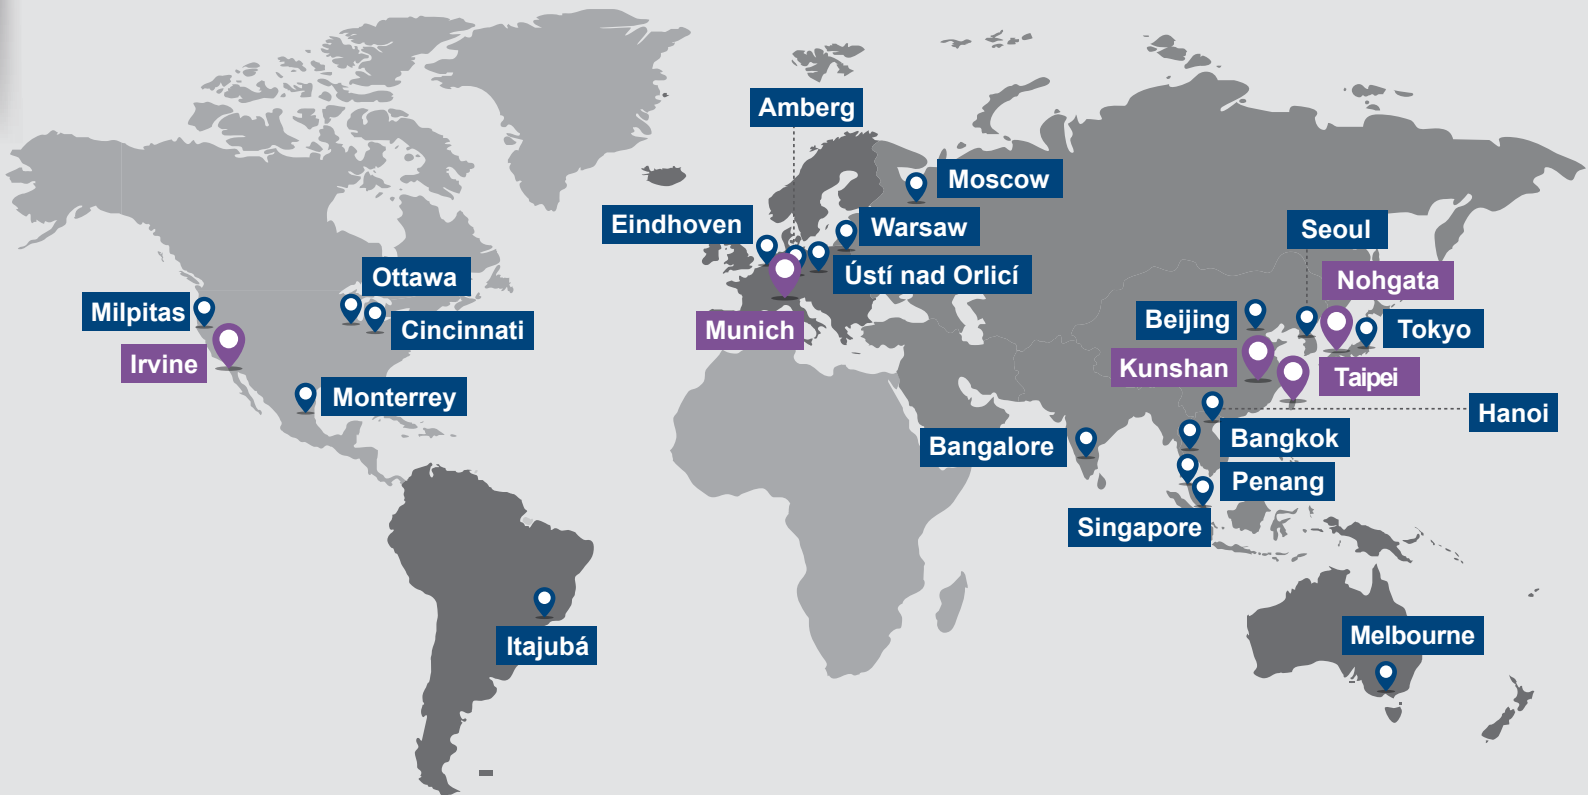 Amberg
Moscow
Eindhoven
Warsaw
Seoul
Ottawa
Ústí nad Orlicí
Nohgata
Milpitas
Cincinnati
Munich
Beijing
Tokyo
Irvine
Kunshan
Taipei
Monterrey
Hanoi
Bangalore
Bangkok
Penang
Singapore
Itajubá
Melbourne